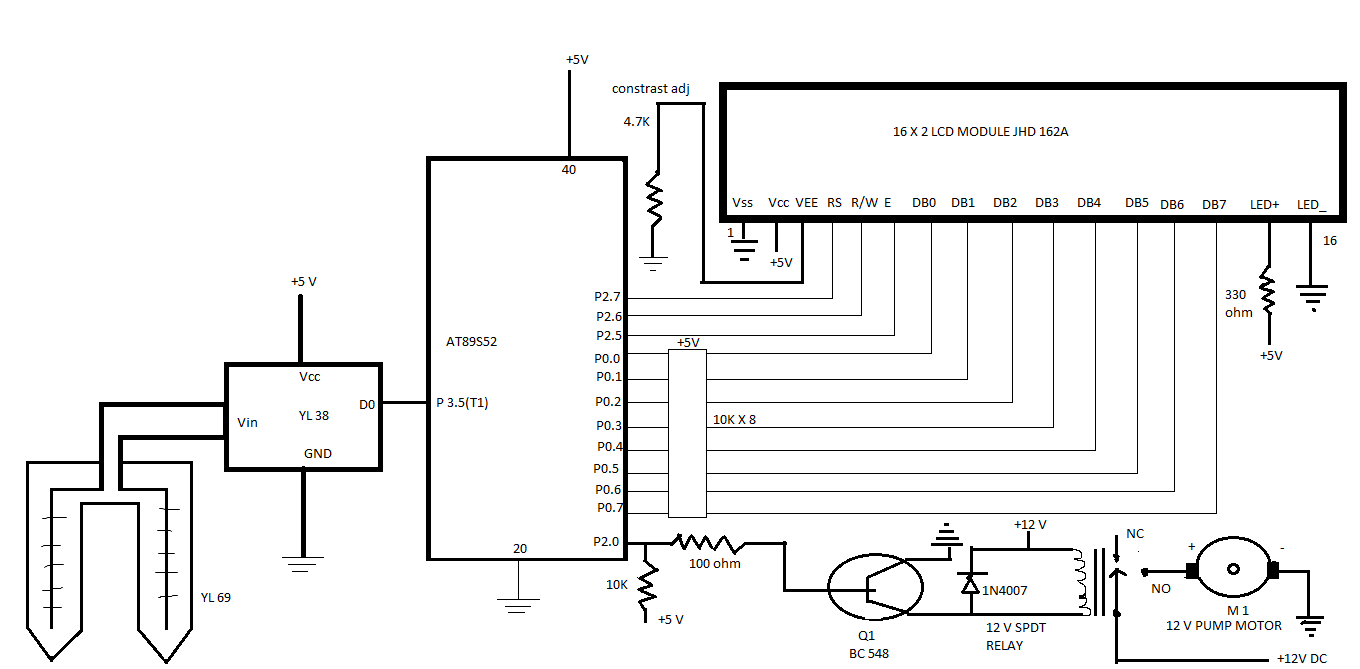 +5V
constrast adj
4.7K
40
16 X 2 LCD MODULE JHD 162A
Vss Vcc VEE RS R/W E DB0 DB1 DB2 DB3 DB4 DB5 DB6 DB7 LED+ LED_
1
16
+5V
+5 V
P2.7
330
ohm
P2.6
P2.5
AT89S52
+5V
+5V
P0.0
Vcc
P0.1
D0
P 3.5(T1)
P0.2
YL 38
Vin
10K X 8
P0.3
GND
P0.4
P0.5
P0.6
P0.7
+12 V
NC
P2.0
20
100 ohm
+
-
10K
1N4007
NO
YL 69
+5 V
M 1
12 V PUMP MOTOR
Q1
BC 548
12 V SPDT
RELAY
+12V DC